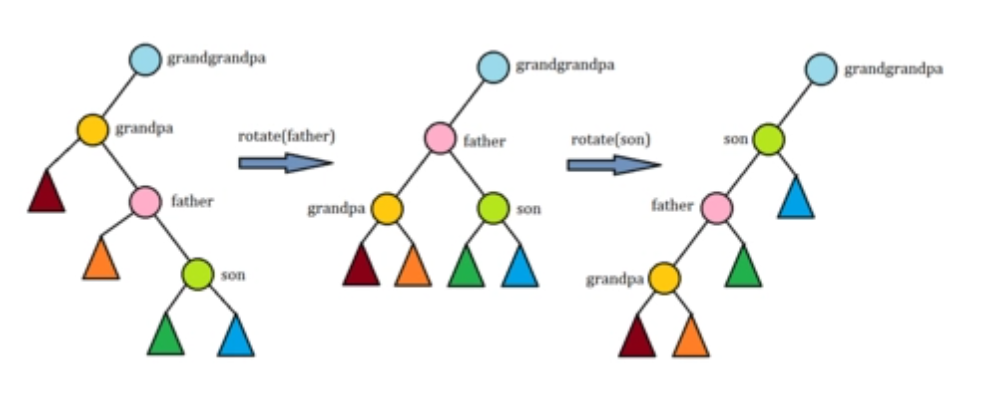 grandgrandpa
grandpa
father
son
rotate(father)
grandgrandpa
father
grandpa
son
rotate(son)
grandgrandpa
son
father
grandpa